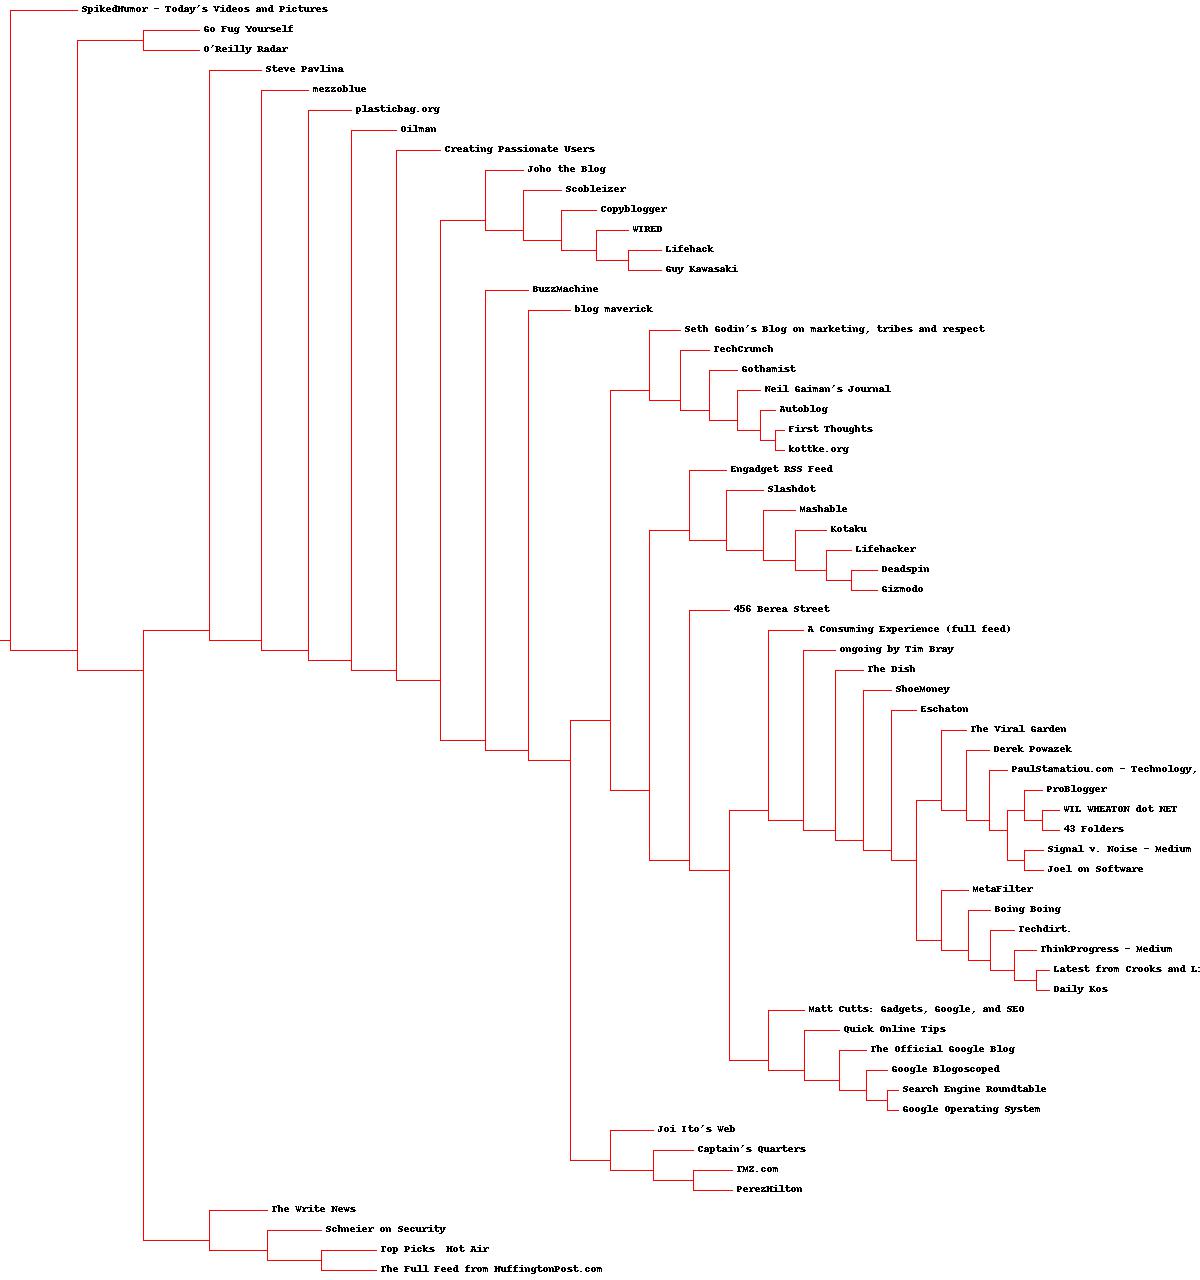 SpikedHumor - Today's Videos and Pictures
Go Fug Yourself
O'Reilly Radar
Steve Pavlina
mezzoblue
plasticbag.org
Oilman
Creating Passionate Users
Joho the Blog
Scobleizer
Copyblogger
WIRED
Lifehack
Guy Kawasaki
BuzzMachine
blog maverick
Seth Godin's Blog on marketing, tribes and respect
TechCrunch
Gothamist
Neil Gaiman's Journal
Autoblog
First Thoughts
kottke.org
Engadget RSS Feed
Slashdot
Mashable
Kotaku
Lifehacker
Deadspin
Gizmodo
456 Berea Street
A Consuming Experience (full feed)
ongoing by Tim Bray
The Dish
ShoeMoney
Eschaton
The Viral Garden
Derek Powazek
PaulStamatiou.com - Technology,
ProBlogger
WIL WHEATON dot NET
43 Folders
Signal v. Noise - Medium
Joel on Software
MetaFilter
Boing Boing
Techdirt.
ThinkProgress - Medium
Latest from Crooks and
Daily Kos
Matt Cutts: Gadgets, Google, and SEO
Quick Online Tips
The Official Google Blog
Google Blogoscoped
Search Engine Roundtable
Google Operating System
Joi Ito's Web
Captain's Quarters
TMZ.com
PerezHilton
The Write News
Schneier on Security
Top Picks  Hot Air
The Full Feed from HuffingtonPost.com